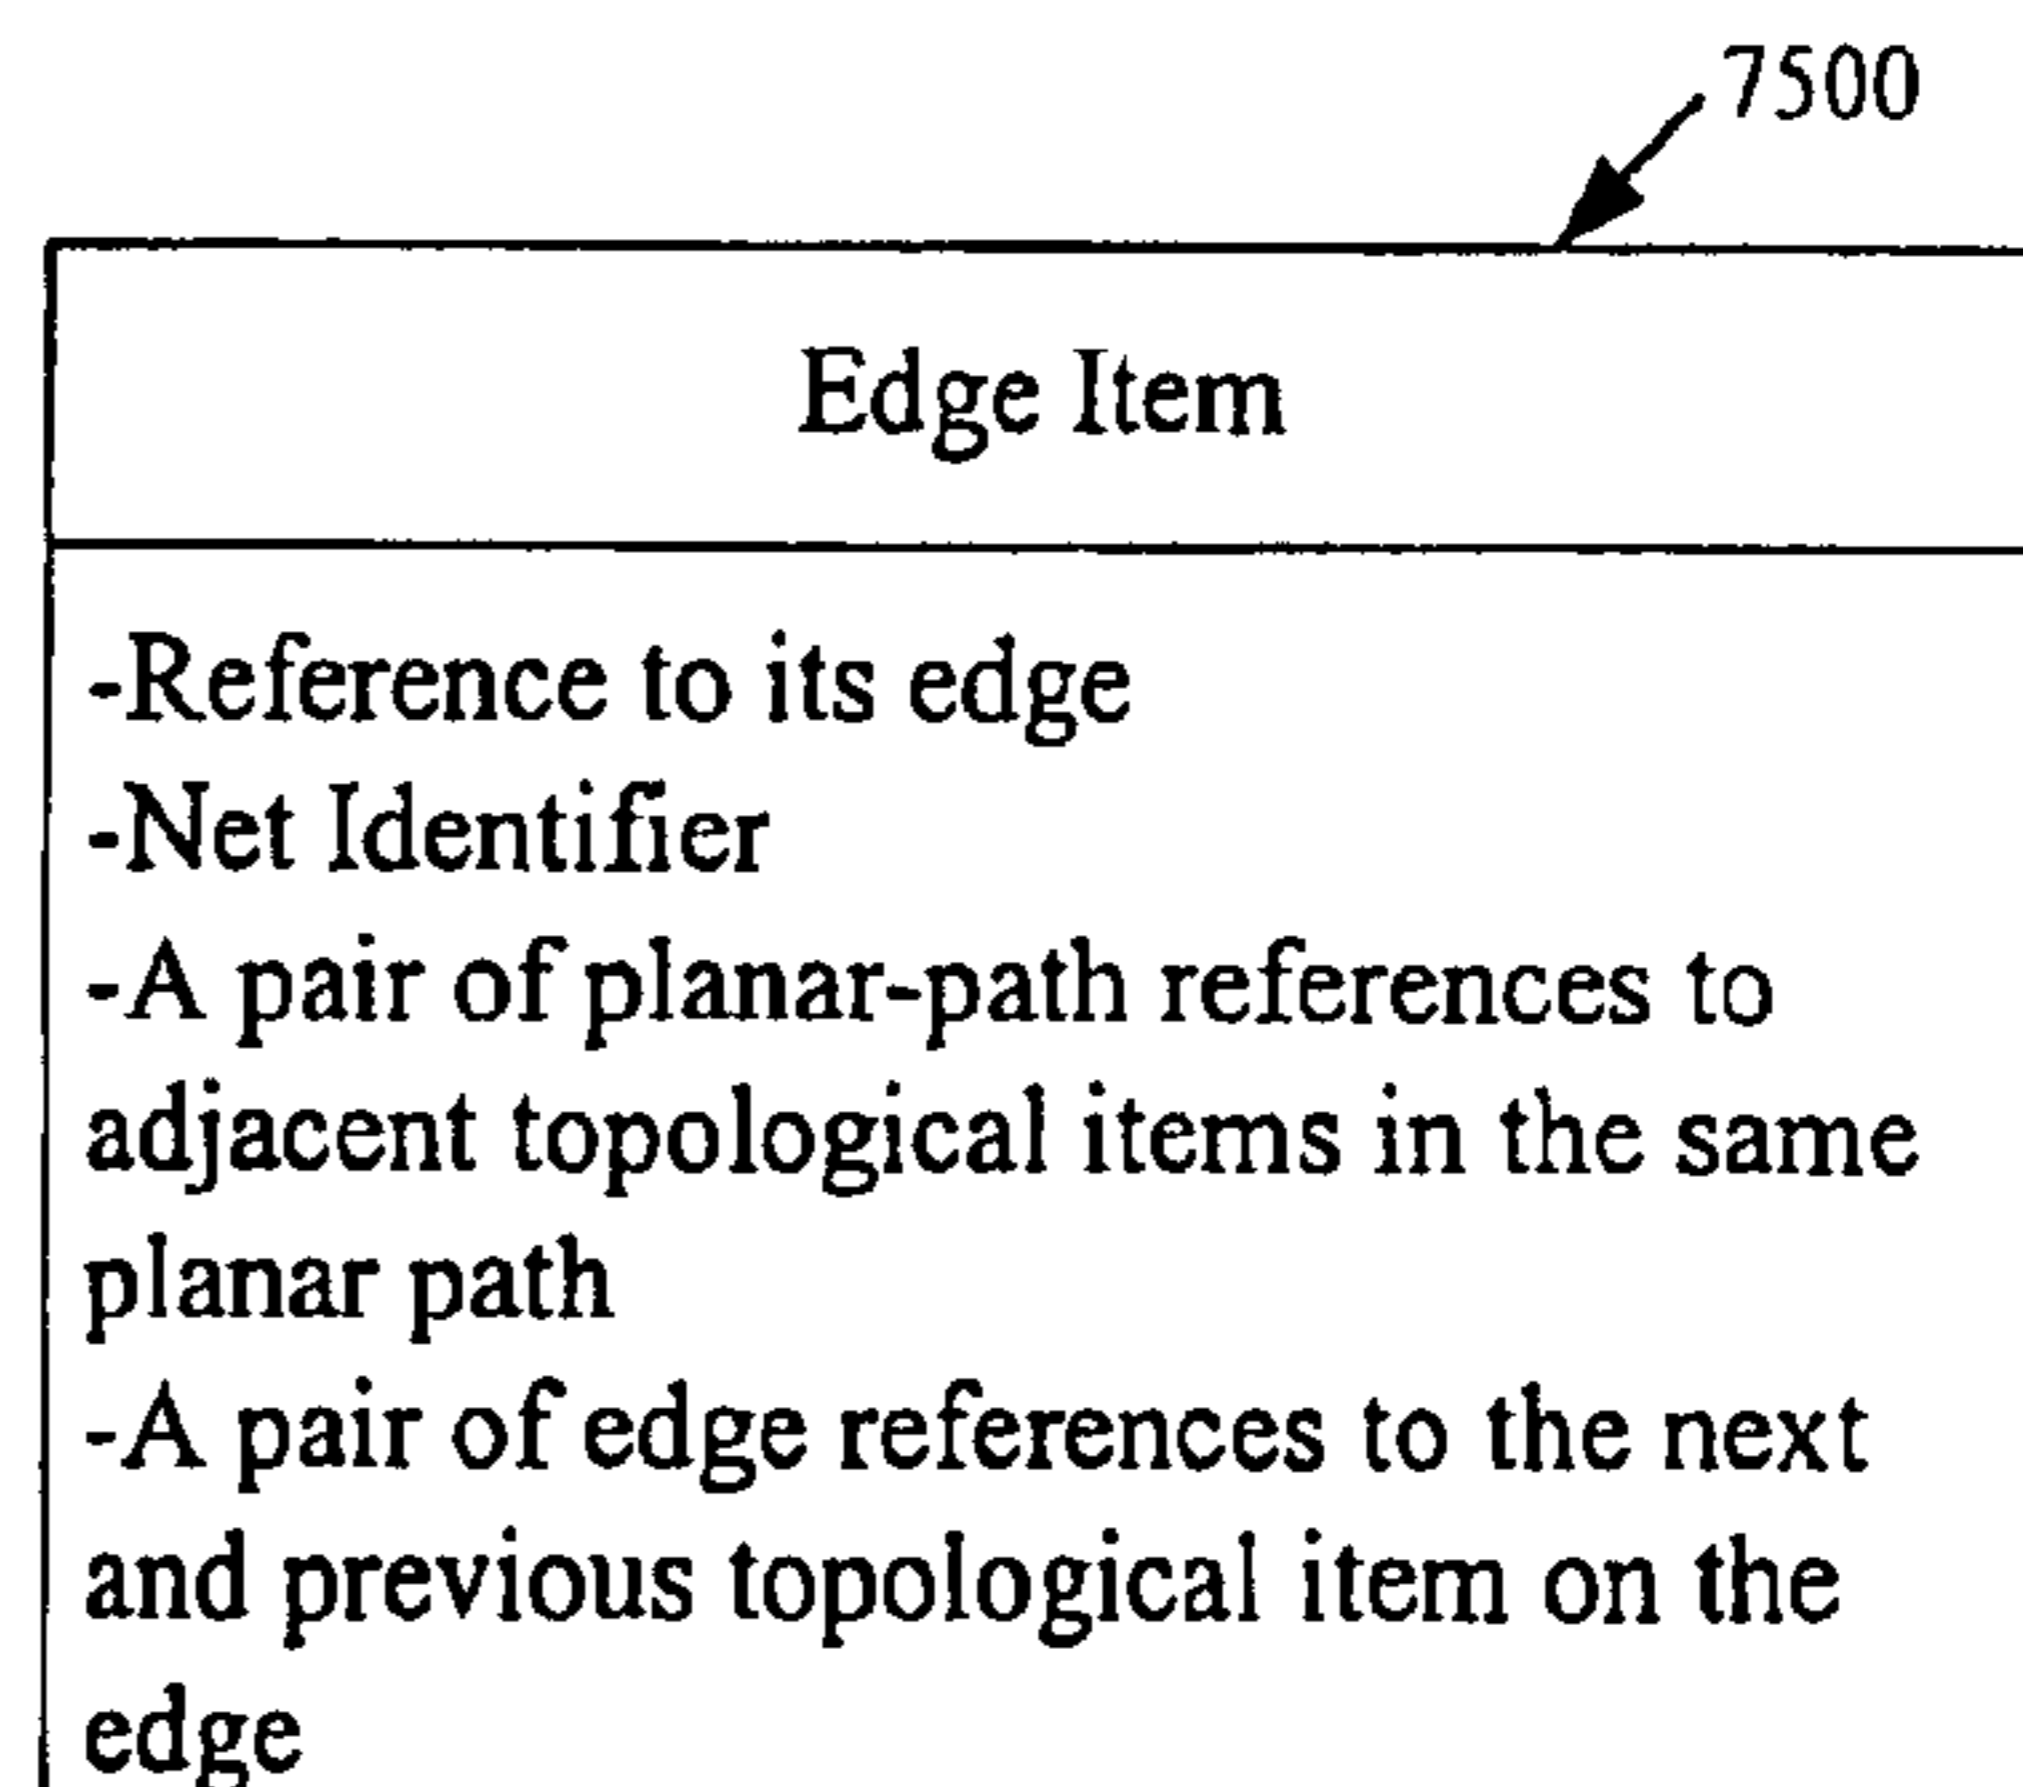 7500
Edge Item
-Reference to its edge
-Net Identifier
-A pair of planar-path references to
adjacent topological items in the same
planar path
-A pair of edge references to the next
and previous topological item on the
edge